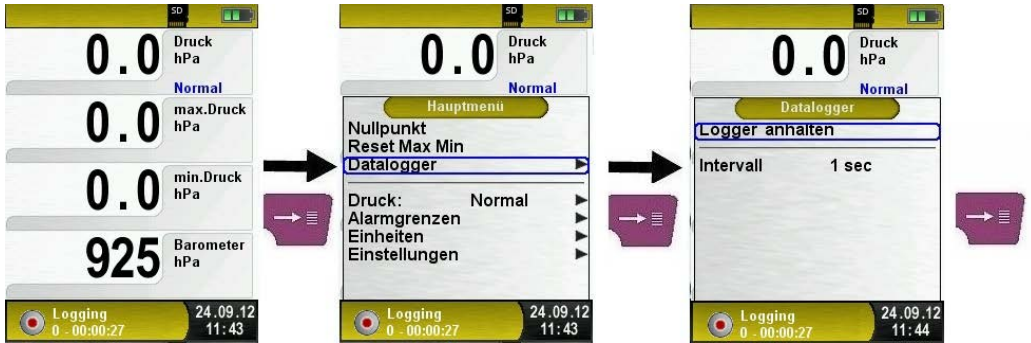 SD
0.0 Druck
hPa
Normal
0.0 max.Druck
hPa
0.0 min.Druck
hPa
925 Barometer
hPa
Logging
0 - 00:00:27
24.09.12
11:43
SD
0.0 Druck
hPa
Normal
Hauptmenü
Nullpunkt
Reset Max Min
Datalogger
Druck: Normal
Alarmgrenzen
Einheiten
Einstellungen
Logging
0 - 00:00:27
24.09.12
11:43
SD
0.0 Druck
hPa
Normal
Datalogger
Logger anhalten
Intervall 1 sec
Logging
0 - 00:00:27
24.09.12
11:44